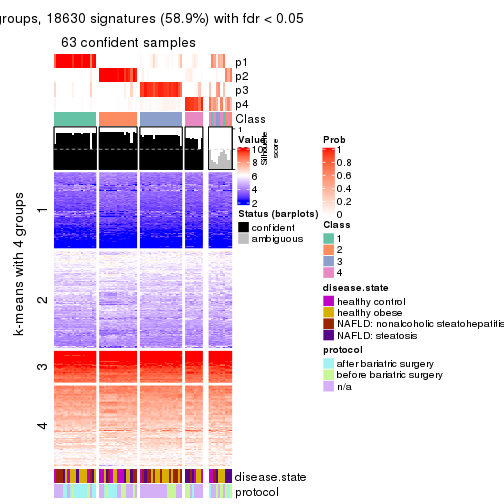 groups, 18630 signatures (58.9%) with fdr < 0.05
63 confident samples
p1
p2
p3
p4
Class
1
Silhouette
score
k-means with 4 groups
1
2
3
4
disease.state
protocol
Value
10
8
6
4
2
Status (barplots)
confident
ambiguous
Prob
1
0.8
0.6
0.4
0.2
0
Class
1
2
3
4
disease.state
healthy control
healthy obese
NAFLD: nonalcoholic steatohepatitis
NAFLD: steatosis
protocol
after bariatric surgery
before bariatric surgery
n/a